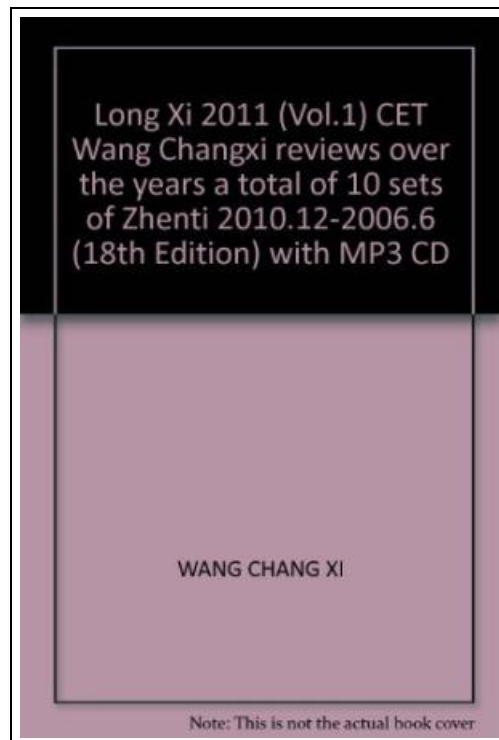 Long Xi 2011 (Vol.1) CET
Wang Changxi reviews over
the years a total of 10 sets
of Zhenti 2010.12-2006.6
(18th Edition) with MP3 CD
WANG CHANG XI
Note: This is not the actual book cover